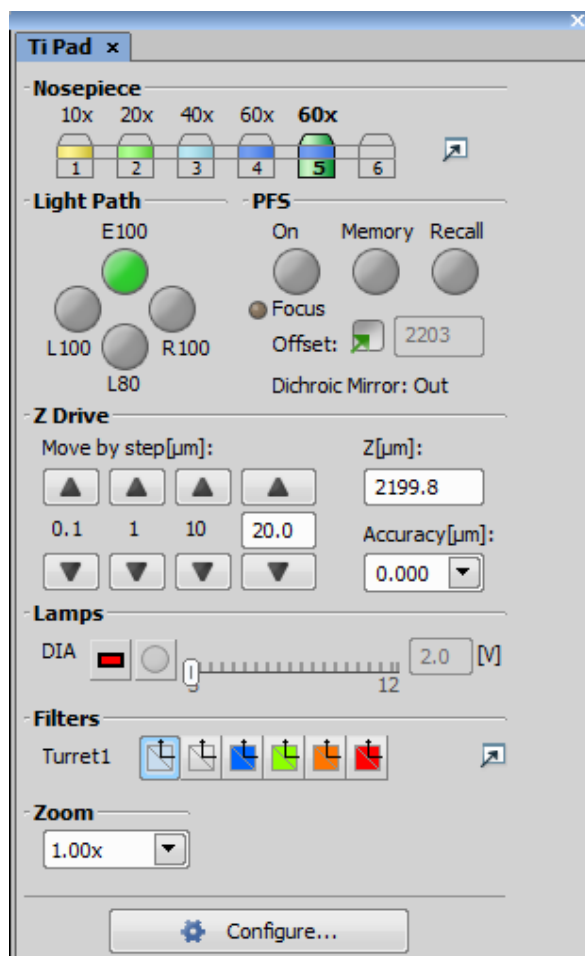 Ti Pad ×
Nosepiece
10x 20x 40x 60x 60x
1 2 3 4 5 6
Light Path PFS
E100 On Memory Recall
L100 R100
L80
Focus
Offset: 2203
Dichroic Mirror: Out
Z Drive
Move by step[µm]: Z[µm]:
2199.8
0.1 1 10 20.0
Accuracy[µm]:
0.000
Lamps
DIA 2.0 [V]
3 12
Filters
Turret1
Zoom
1.00x
Configure...